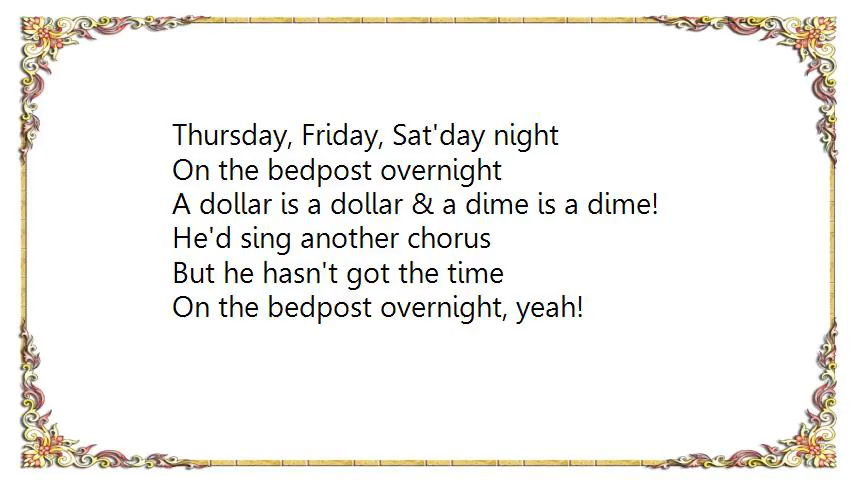 Thursday, Friday, Sat'day night
On the bedpost overnight
A dollar is a dollar & a dime is a dime!
He'd sing another chorus
But he hasn't got the time
On the bedpost overnight, yeah!